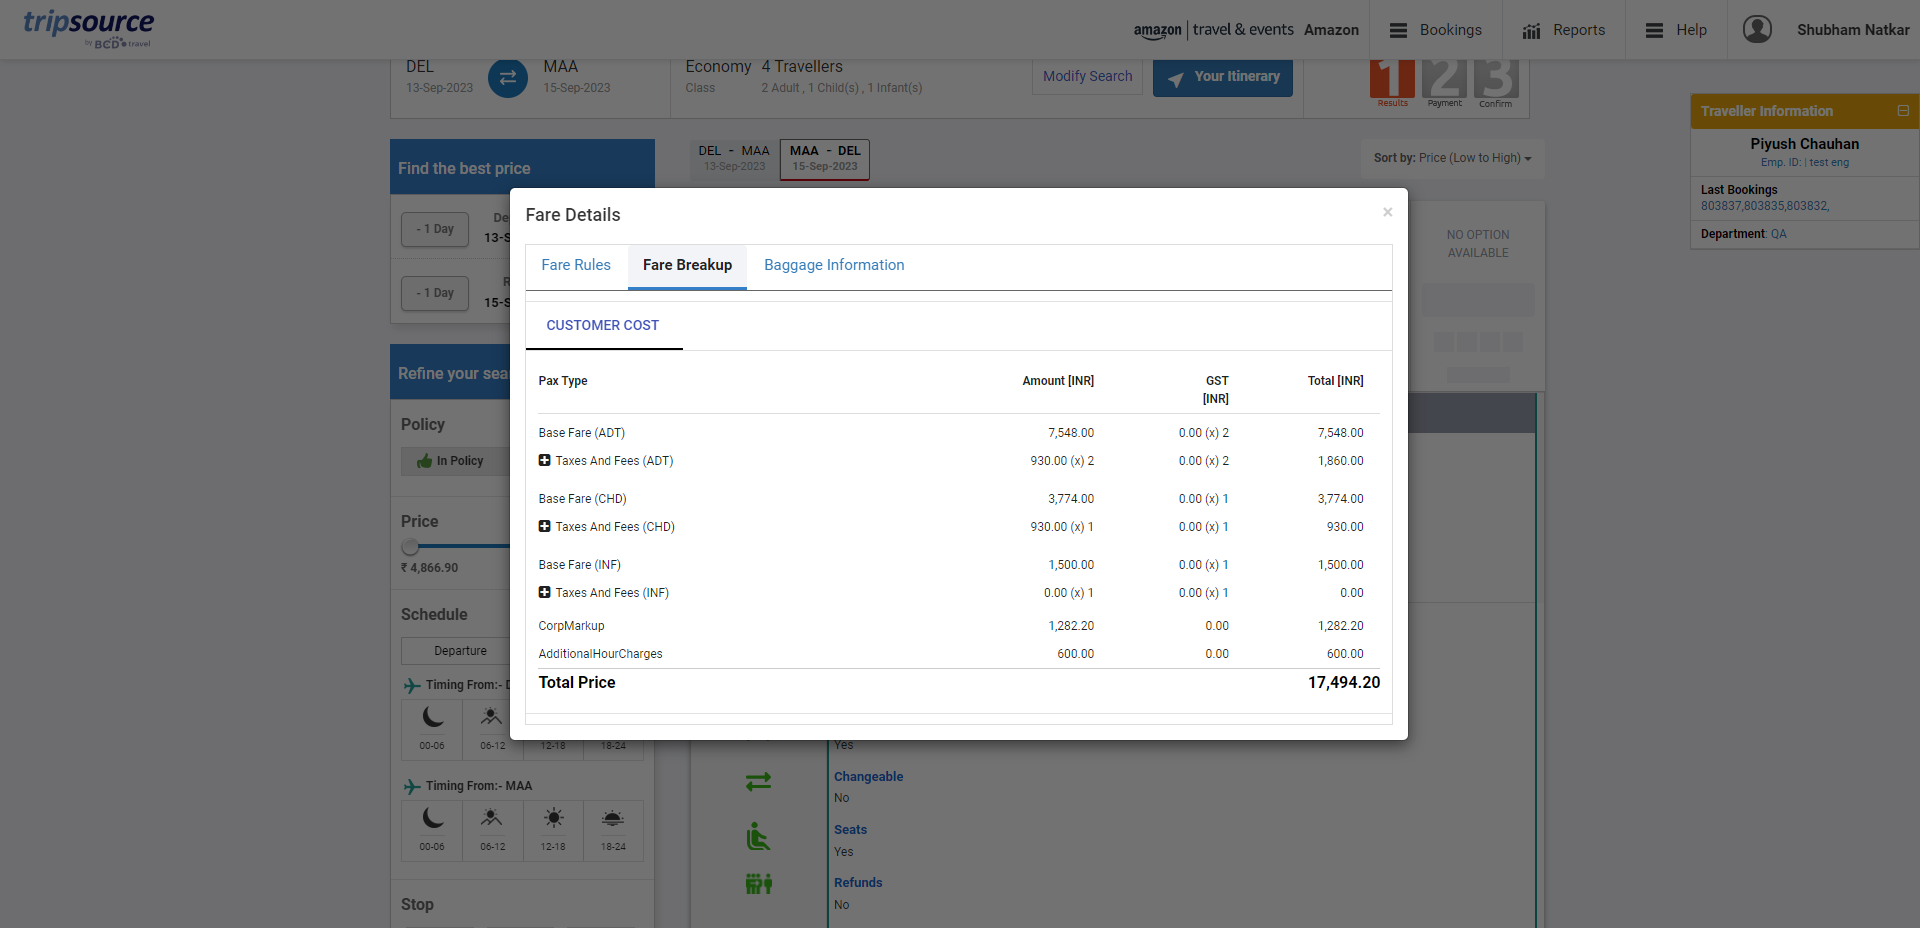 tripsource
by BCD travel
amazon | travel & events Amazon
Bookings
Reports
Help
Shubham Natkar
DEL
13-Sep-2023
MAA
15-Sep-2023
Economy
Class
4 Travellers
2 Adult , 1 Child(s) , 1 Infant(s)
Modify Search
Your Itinerary
1 2 3
Results Payment Confirm
Traveller Information
Piyush Chauhan
Emp. ID: | test eng
Last Bookings
803837,803835,803832,
Department: QA
Find the best price
DEL - MAA
13-Sep-2023
MAA - DEL
15-Sep-2023
Sort by: Price (Low to High)
- 1 Day
13-S
- 1 Day
15-S
NO OPTION
AVAILABLE
Fare Details
×
Fare Rules
Fare Breakup
Baggage Information
CUSTOMER COST
Pax Type Amount [INR] GST [INR] Total [INR]
Base Fare (ADT) 7,548.00 0.00 (x) 2 7,548.00
Taxes And Fees (ADT) 930.00 (x) 2 0.00 (x) 2 1,860.00
Base Fare (CHD) 3,774.00 0.00 (x) 1 3,774.00
Taxes And Fees (CHD) 930.00 (x) 1 0.00 (x) 1 930.00
Base Fare (INF) 1,500.00 0.00 (x) 1 1,500.00
Taxes And Fees (INF) 0.00 (x) 1 0.00 (x) 1 0.00
CorpMarkup 1,282.20 0.00 1,282.20
AdditionalHourCharges 600.00 0.00 600.00
Total Price 17,494.20
Refine your sea
Policy
In Policy
Price
₹ 4,866.90
Schedule
Departure
Timing From:- D
00-06 06-12 12-18 18-24
Timing From:- MAA
00-06 06-12 12-18 18-24
Stop
Yes
Changeable
No
Seats
Yes
Refunds
No